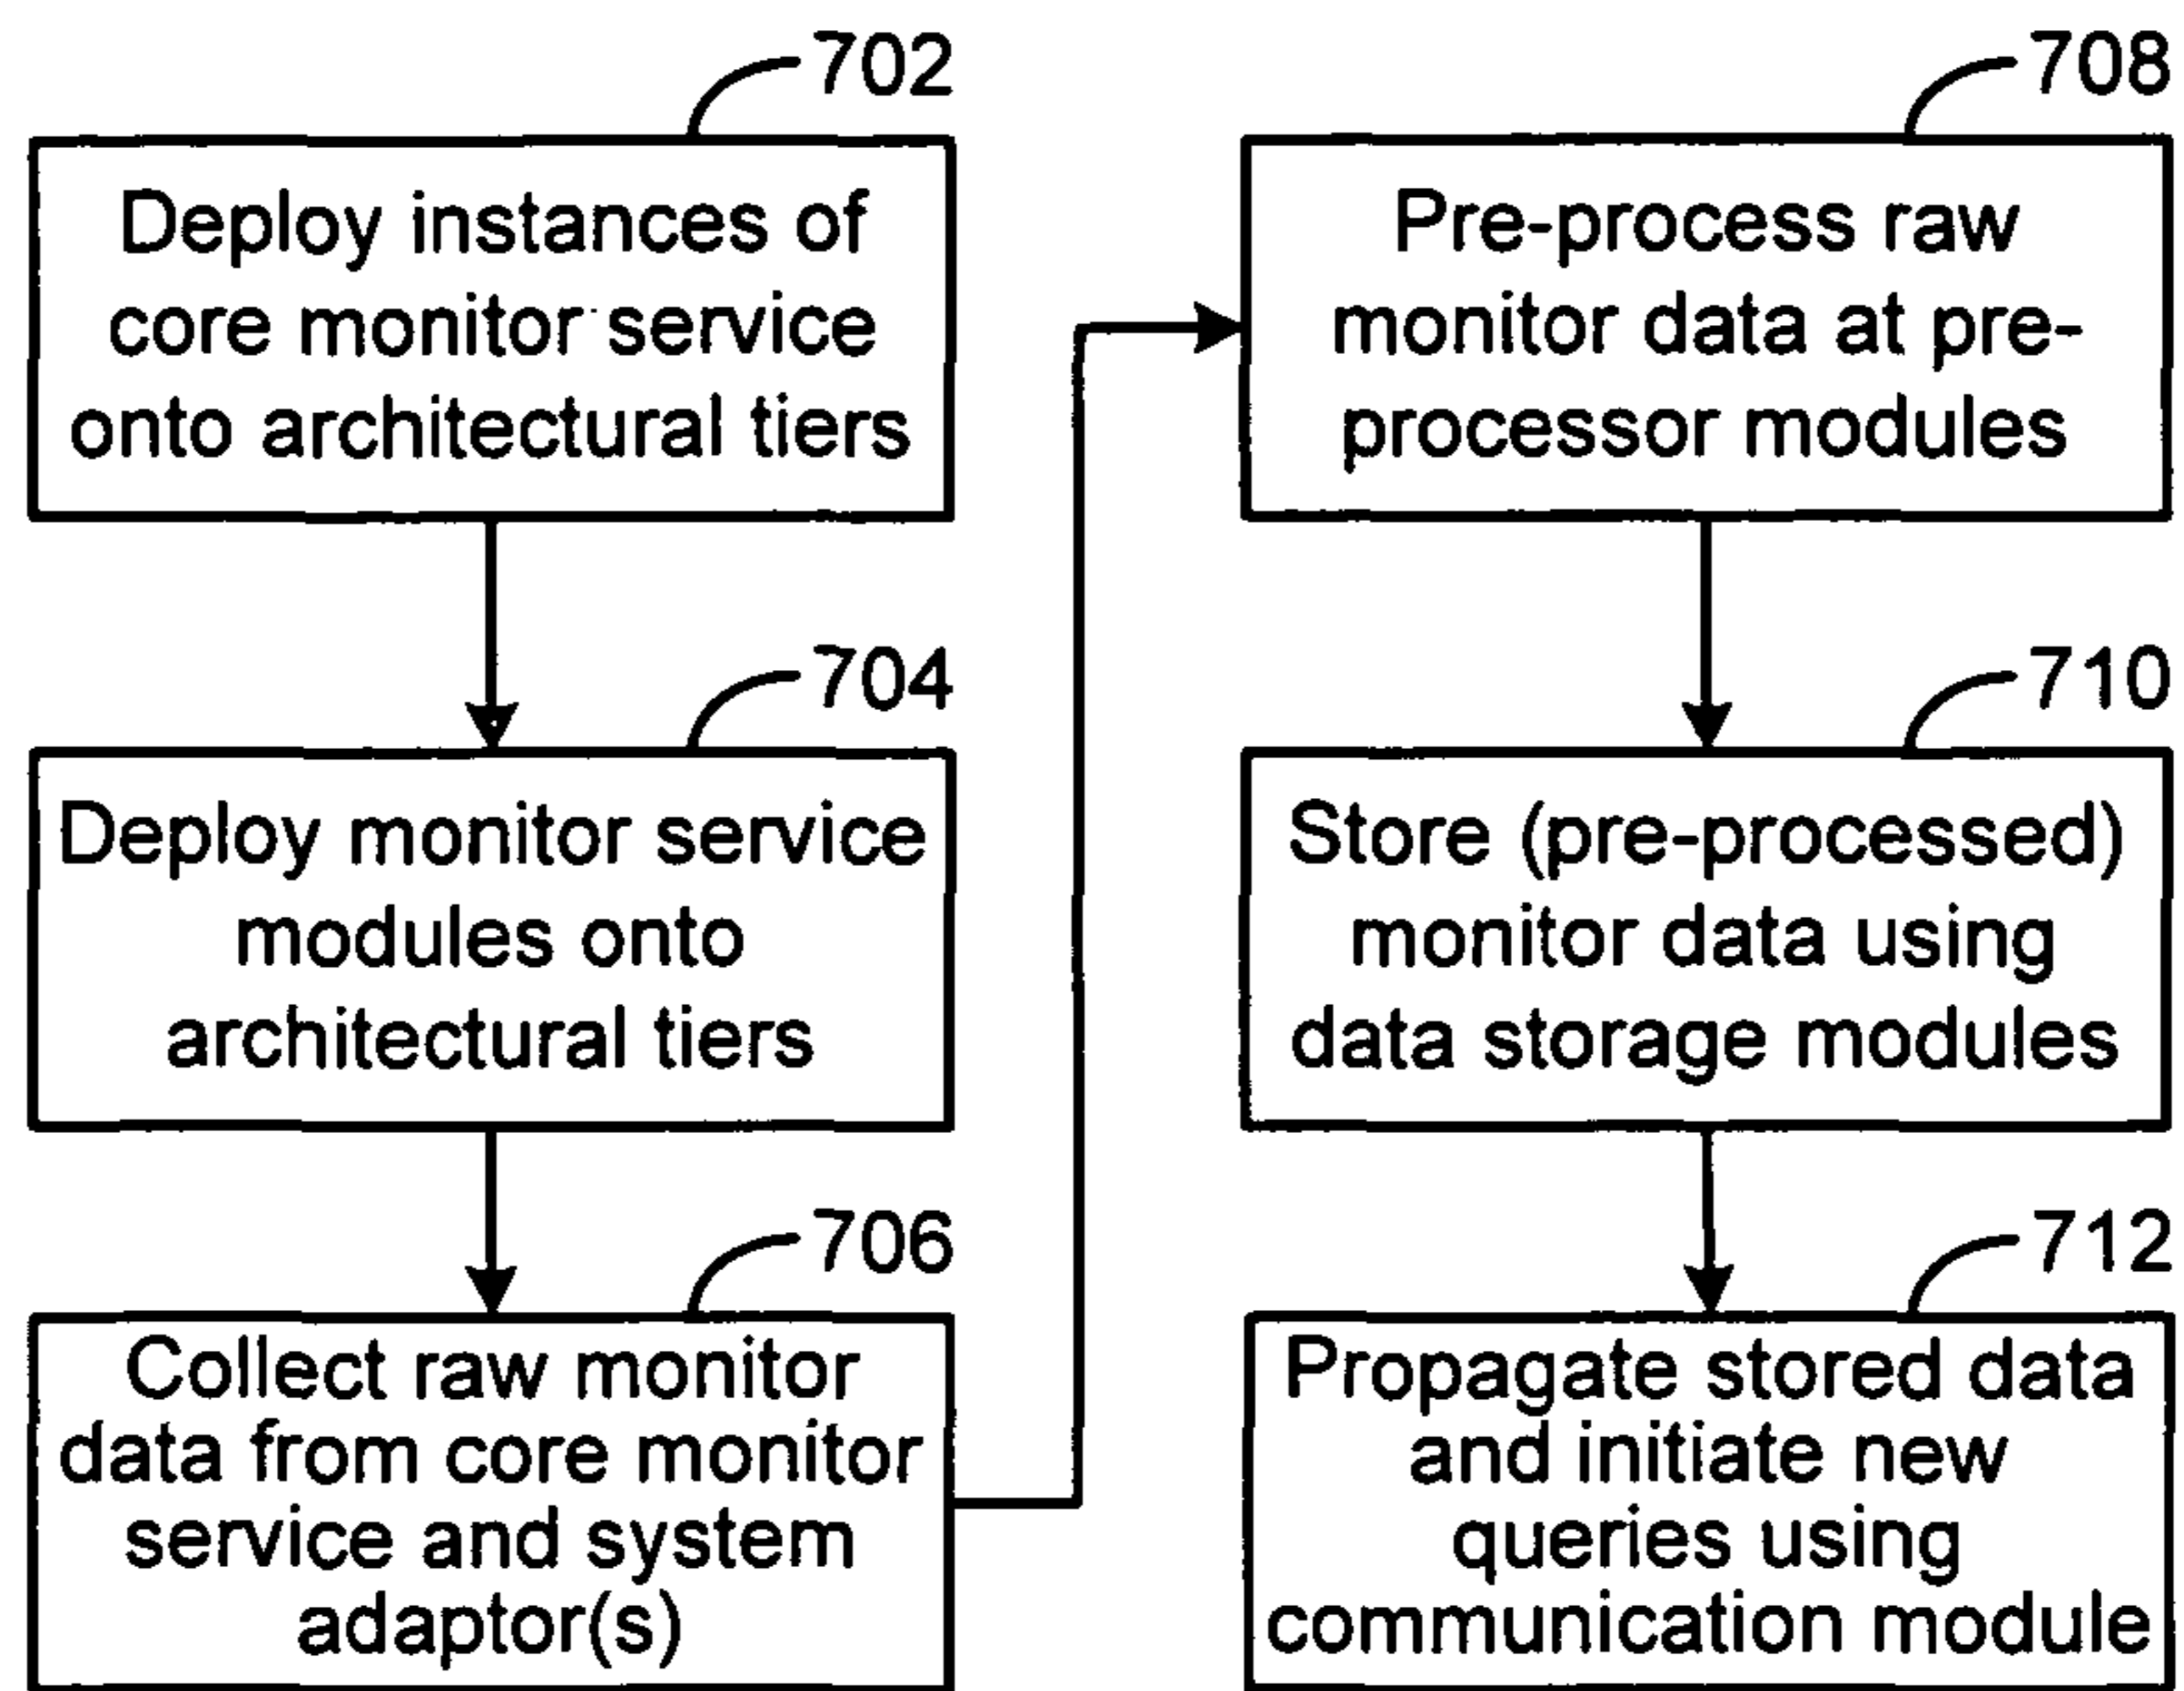 702
Deploy instances of
core monitor service
onto architectural tiers
704
Deploy monitor service
modules onto
architectural tiers
706
Collect raw monitor
data from core monitor
service and system
adaptor(s)
708
Pre-process raw
monitor data at pre-
processor modules
710
Store (pre-processed)
monitor data using
data storage modules
712
Propagate stored data
and initiate new
queries using
communication module